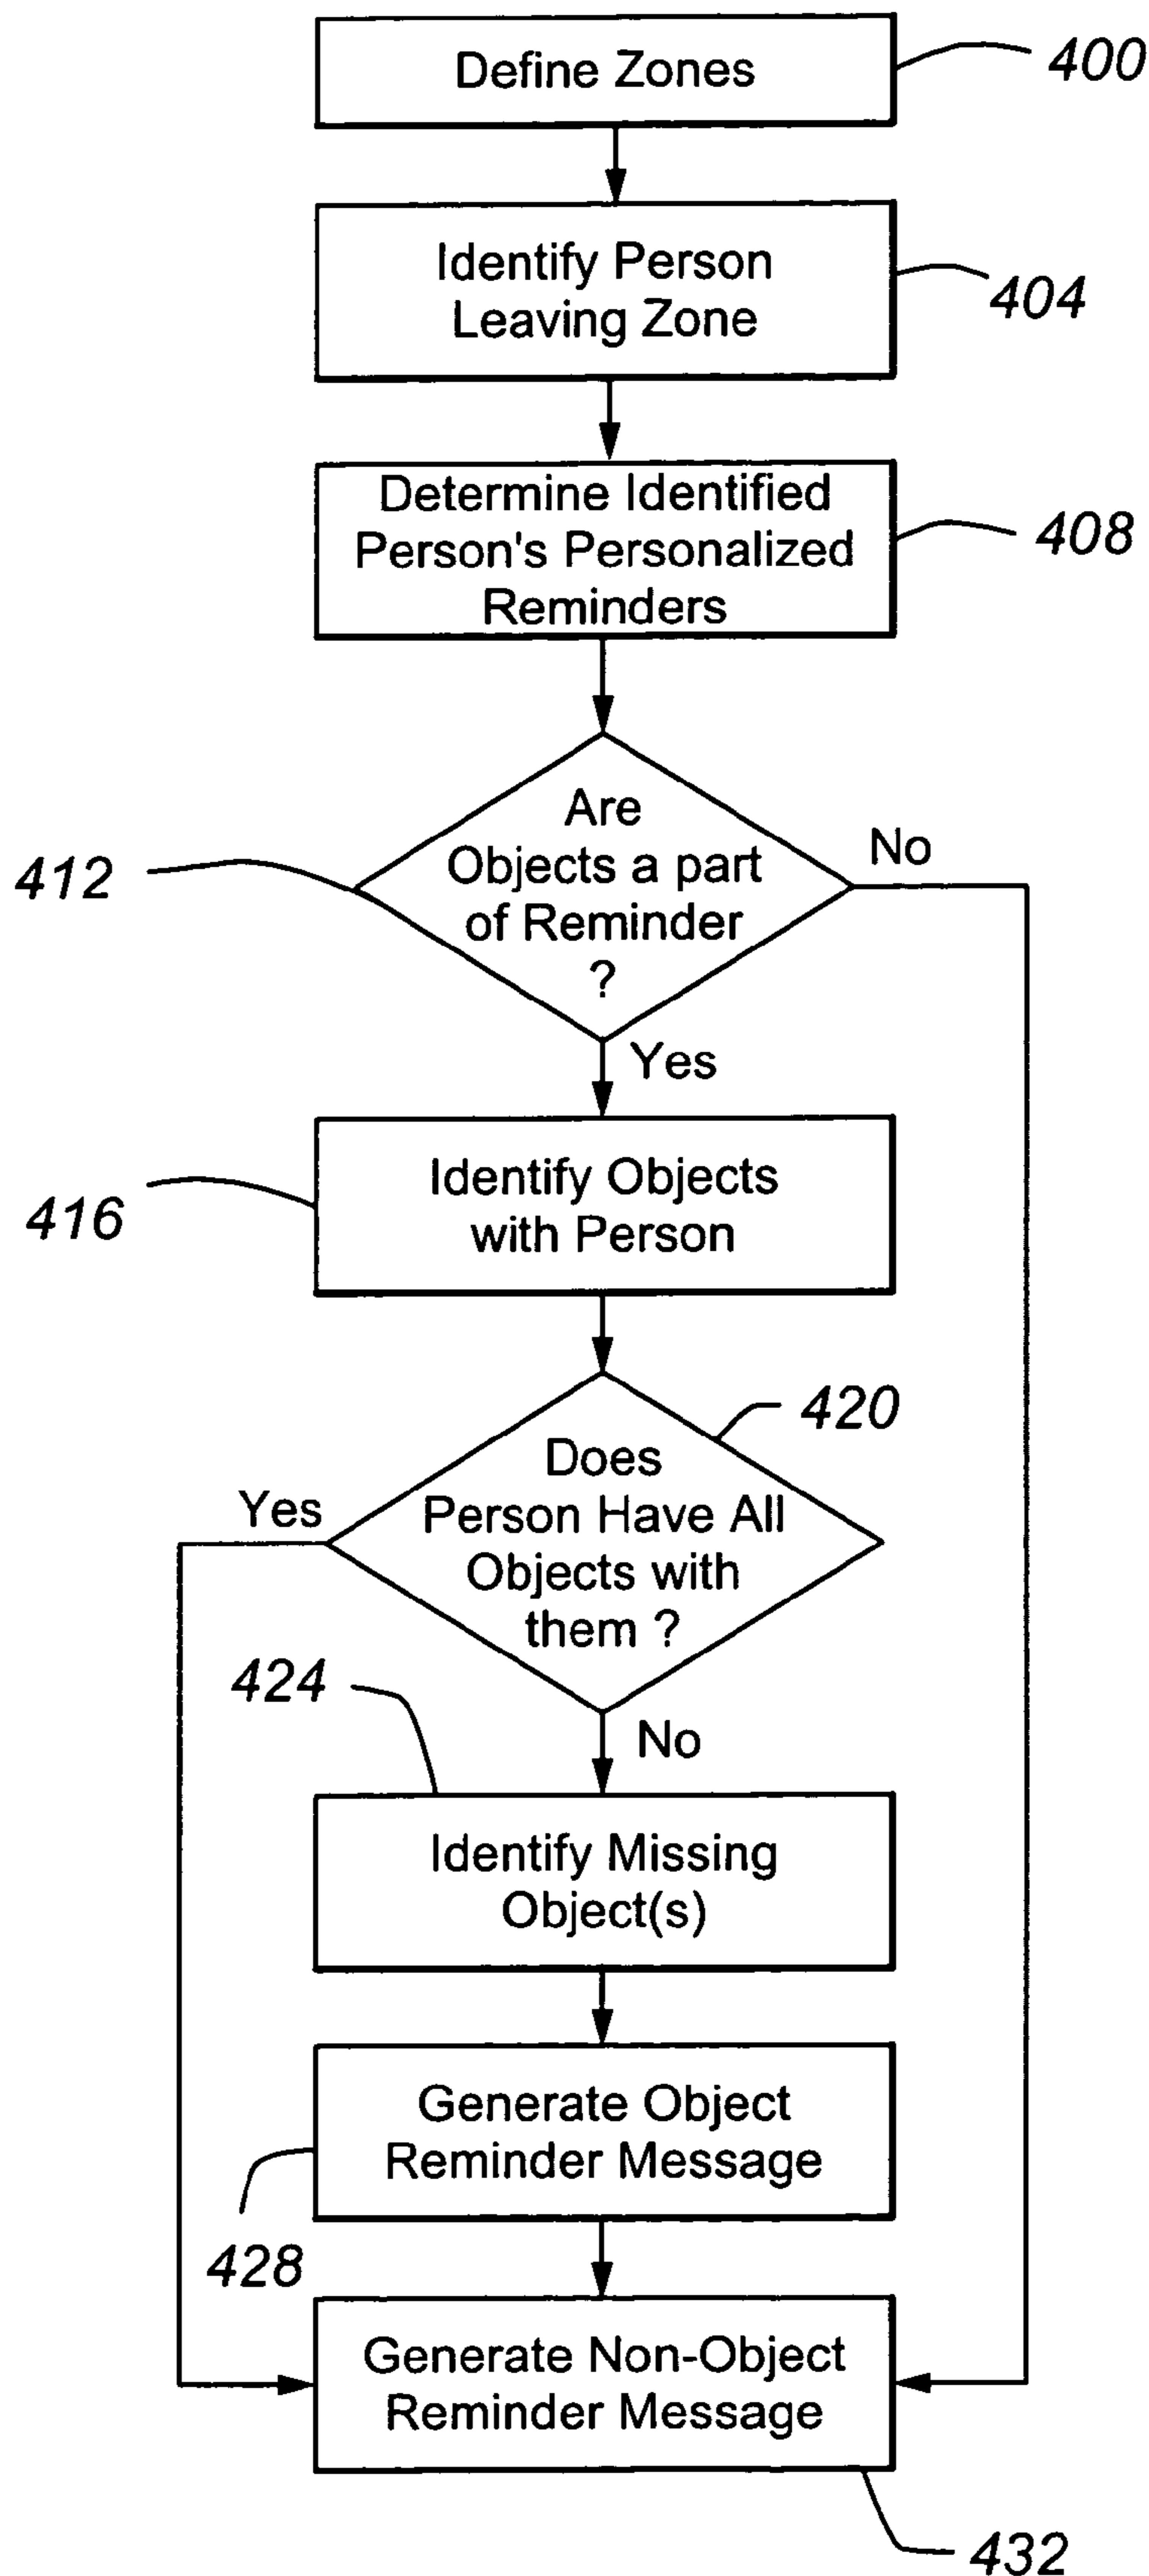 Define Zones
400
Identify Person
Leaving Zone
404
Determine Identified
Person's Personalized
Reminders
408
Are
Objects a part
of Reminder
?
412
No
Yes
Identify Objects
with Person
416
Does
Person Have All
Objects with
them ?
420
Yes
No
424
Identify Missing
Object(s)
Generate Object
Reminder Message
428
Generate Non-Object
Reminder Message
432